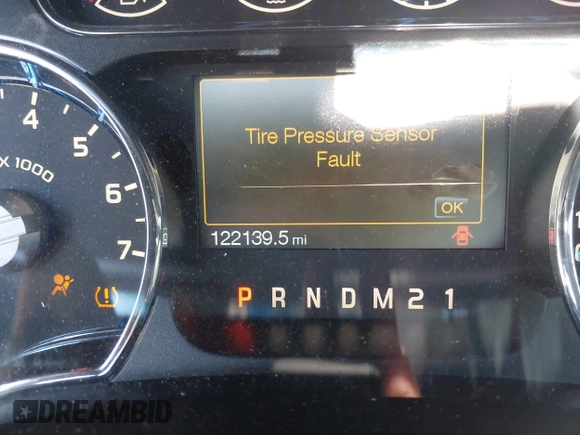 4
5
x 1000
6
7
Tire Pressure Sensor
Fault
OK
122139.5 mi
P R N D M 2 1
DREAMBID